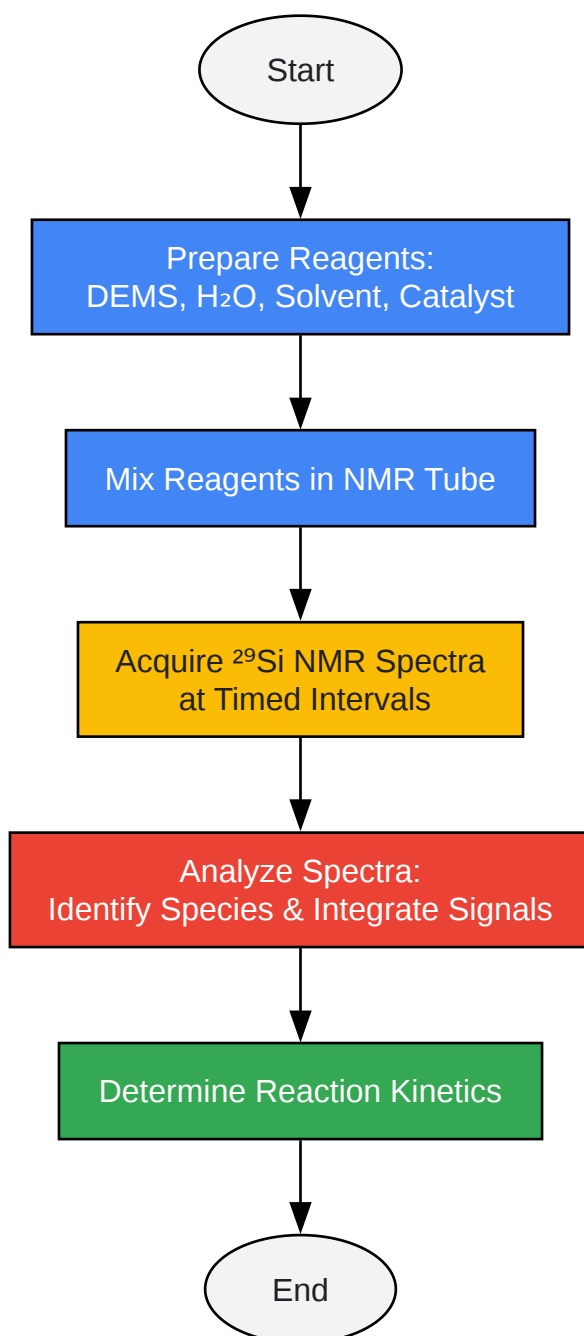 Start
Prepare Reagents:
DEMS, H₂O, Solvent, Catalyst
Mix Reagents in NMR Tube
Acquire ²⁹Si NMR Spectra
at Timed Intervals
Analyze Spectra:
Identify Species & Integrate Signals
Determine Reaction Kinetics
End